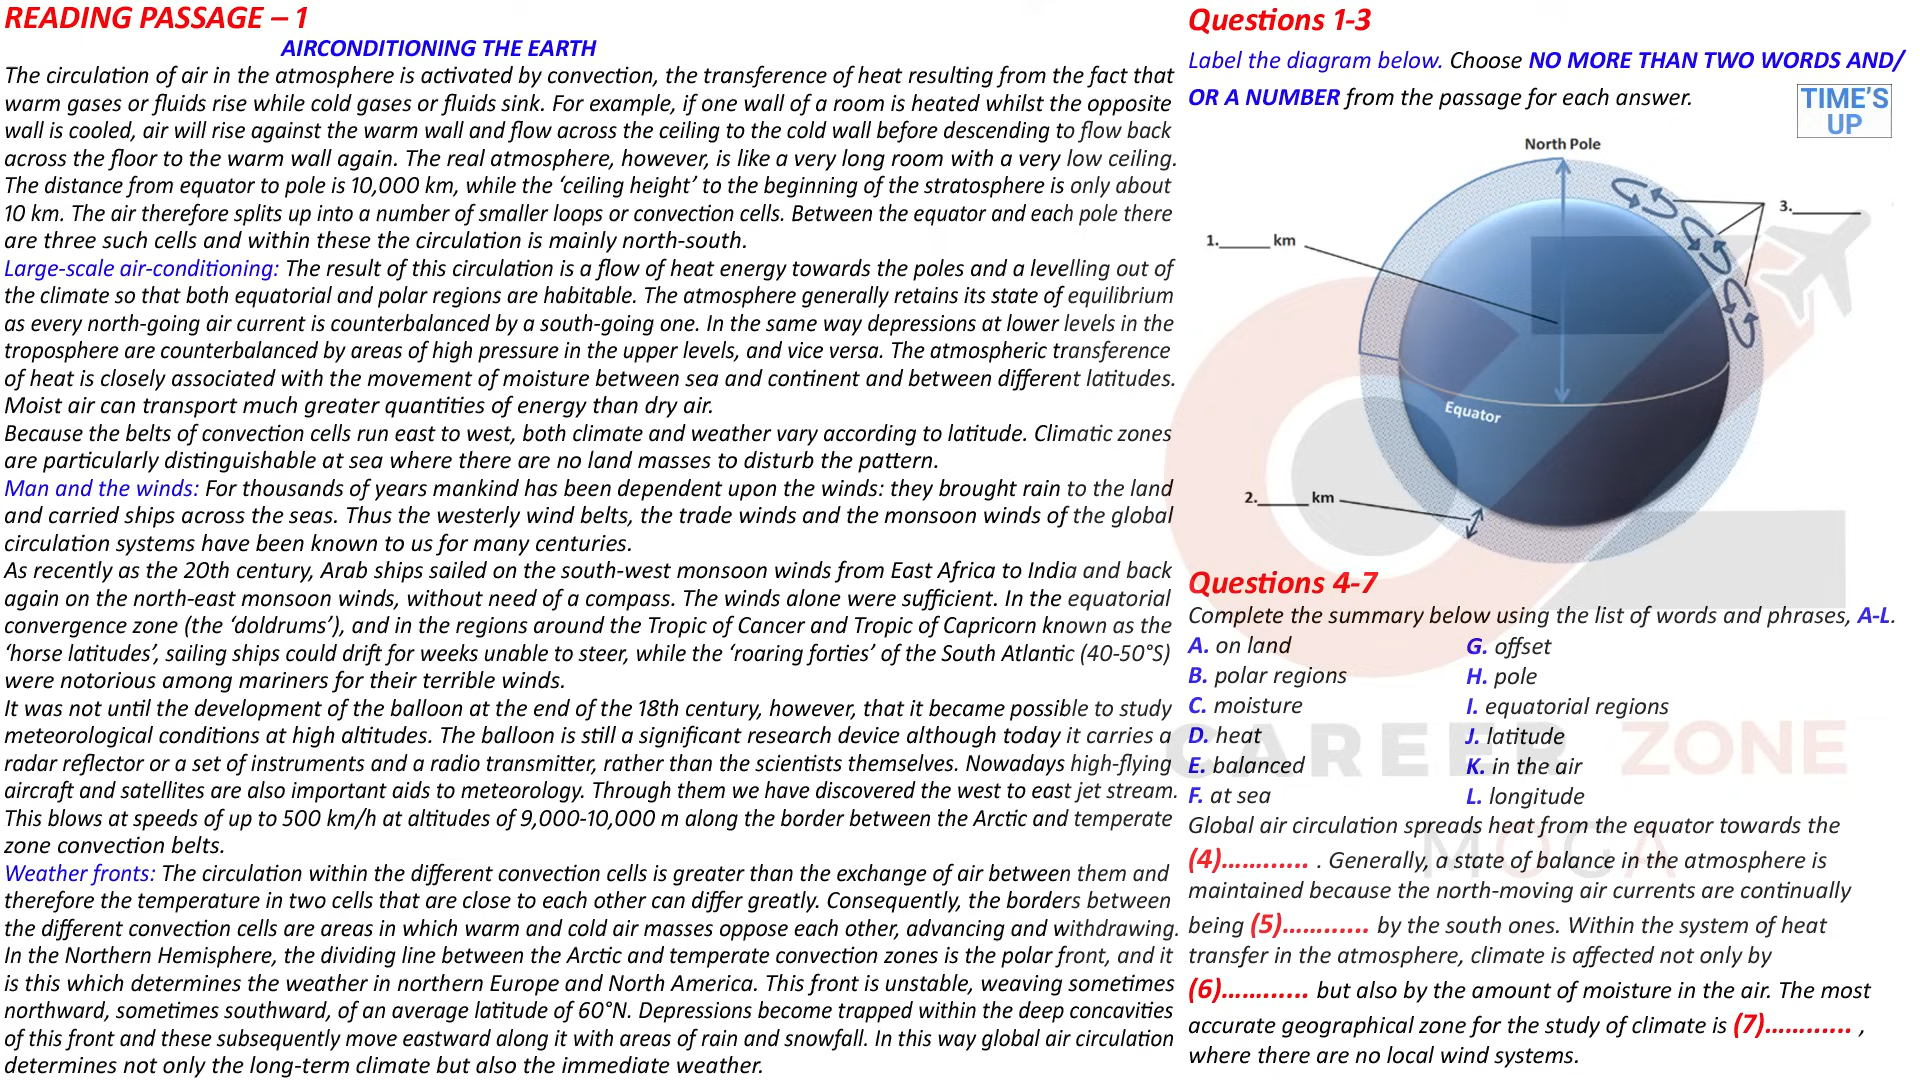 READING PASSAGE – 1
AIRCONDITIONING THE EARTH
The circulation of air in the atmosphere is activated by convection, the transference of heat resulting from the fact that
warm gases or fluids rise while cold gases or fluids sink. For example, if one wall of a room is heated whilst the opposite
wall is cooled, air will rise against the warm wall and flow across the ceiling to the cold wall before descending to flow back
across the floor to the warm wall again. The real atmosphere, however, is like a very long room with a very low ceiling.
The distance from equator to pole is 10,000 km, while the ‘ceiling height’ to the beginning of the stratosphere is only about
10 km. The air therefore splits up into a number of smaller loops or convection cells. Between the equator and each pole there
are three such cells and within these the circulation is mainly north-south.
Large-scale air-conditioning: The result of this circulation is a flow of heat energy towards the poles and a levelling out of
the climate so that both equatorial and polar regions are habitable. The atmosphere generally retains its state of equilibrium
as every north-going air current is counterbalanced by a south-going one. In the same way depressions at lower levels in the
troposphere are counterbalanced by areas of high pressure in the upper levels, and vice versa. The atmospheric transference
of heat is closely associated with the movement of moisture between sea and continent and between different latitudes.
Moist air can transport much greater quantities of energy than dry air.
Because the belts of convection cells run east to west, both climate and weather vary according to latitude. Climatic zones
are particularly distinguishable at sea where there are no land masses to disturb the pattern.
Man and the winds: For thousands of years mankind has been dependent upon the winds: they brought rain to the land
and carried ships across the seas. Thus the westerly wind belts, the trade winds and the monsoon winds of the global
circulation systems have been known to us for many centuries.
As recently as the 20th century, Arab ships sailed on the south-west monsoon winds from East Africa to India and back
again on the north-east monsoon winds, without need of a compass. The winds alone were sufficient. In the equatorial
convergence zone (the ‘doldrums’), and in the regions around the Tropic of Cancer and Tropic of Capricorn known as the
‘horse latitudes’, sailing ships could drift for weeks unable to steer, while the ‘roaring forties’ of the South Atlantic (40-50°S)
were notorious among mariners for their terrible winds.
It was not until the development of the balloon at the end of the 18th century, however, that it became possible to study
meteorological conditions at high altitudes. The balloon is still a significant research device although today it carries a
radar reflector or a set of instruments and a radio transmitter, rather than the scientists themselves. Nowadays high-flying
aircraft and satellites are also important aids to meteorology. Through them we have discovered the west to east jet stream.
This blows at speeds of up to 500 km/h at altitudes of 9,000-10,000 m along the border between the Arctic and temperate
zone convection belts.
Weather fronts: The circulation within the different convection cells is greater than the exchange of air between them and
therefore the temperature in two cells that are close to each other can differ greatly. Consequently, the borders between
the different convection cells are areas in which warm and cold air masses oppose each other, advancing and withdrawing.
In the Northern Hemisphere, the dividing line between the Arctic and temperate convection zones is the polar front, and it
is this which determines the weather in northern Europe and North America. This front is unstable, weaving sometimes
northward, sometimes southward, of an average latitude of 60°N. Depressions become trapped within the deep concavities
of this front and these subsequently move eastward along it with areas of rain and snowfall. In this way global air circulation
determines not only the long-term climate but also the immediate weather.
Questions 1-3
Label the diagram below. Choose NO MORE THAN TWO WORDS AND/
OR A NUMBER from the passage for each answer.
TIME’S
UP
North Pole
1.______ km
3.________
Equator
2.______ km
Questions 4-7
Complete the summary below using the list of words and phrases, A-L.
A. on land
B. polar regions
C. moisture
D. heat
E. balanced
F. at sea
G. offset
H. pole
I. equatorial regions
J. latitude
K. in the air
L. longitude
CAREER ZONE
MOGA
Global air circulation spreads heat from the equator towards the
(4)............ . Generally, a state of balance in the atmosphere is
maintained because the north-moving air currents are continually
being (5)............ by the south ones. Within the system of heat
transfer in the atmosphere, climate is affected not only by
(6)............ but also by the amount of moisture in the air. The most
accurate geographical zone for the study of climate is (7)............ ,
where there are no local wind systems.